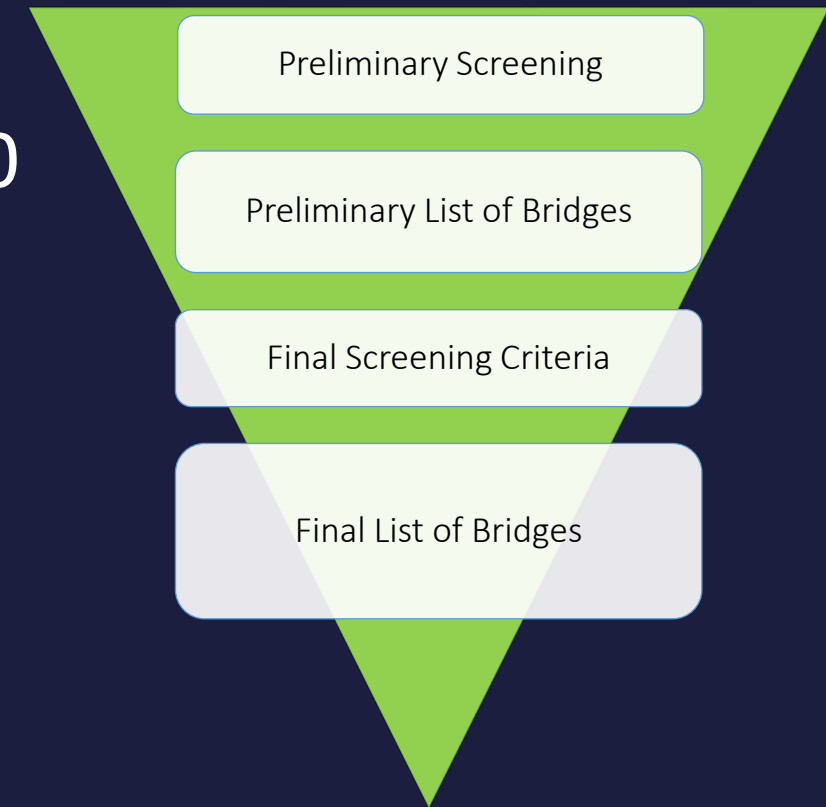 Preliminary Screening
Preliminary List of Bridges
Final Screening Criteria
Final List of Bridges